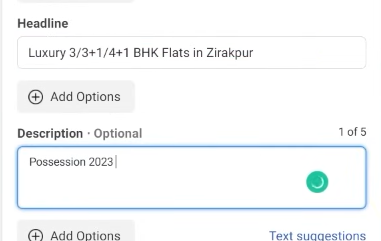 Headline
Luxury 3/3+1/4+1 BHK Flats in Zirakpur
Add Options
Description · Optional
1 of 5
Possession 2023
Add Options
Text suggestions